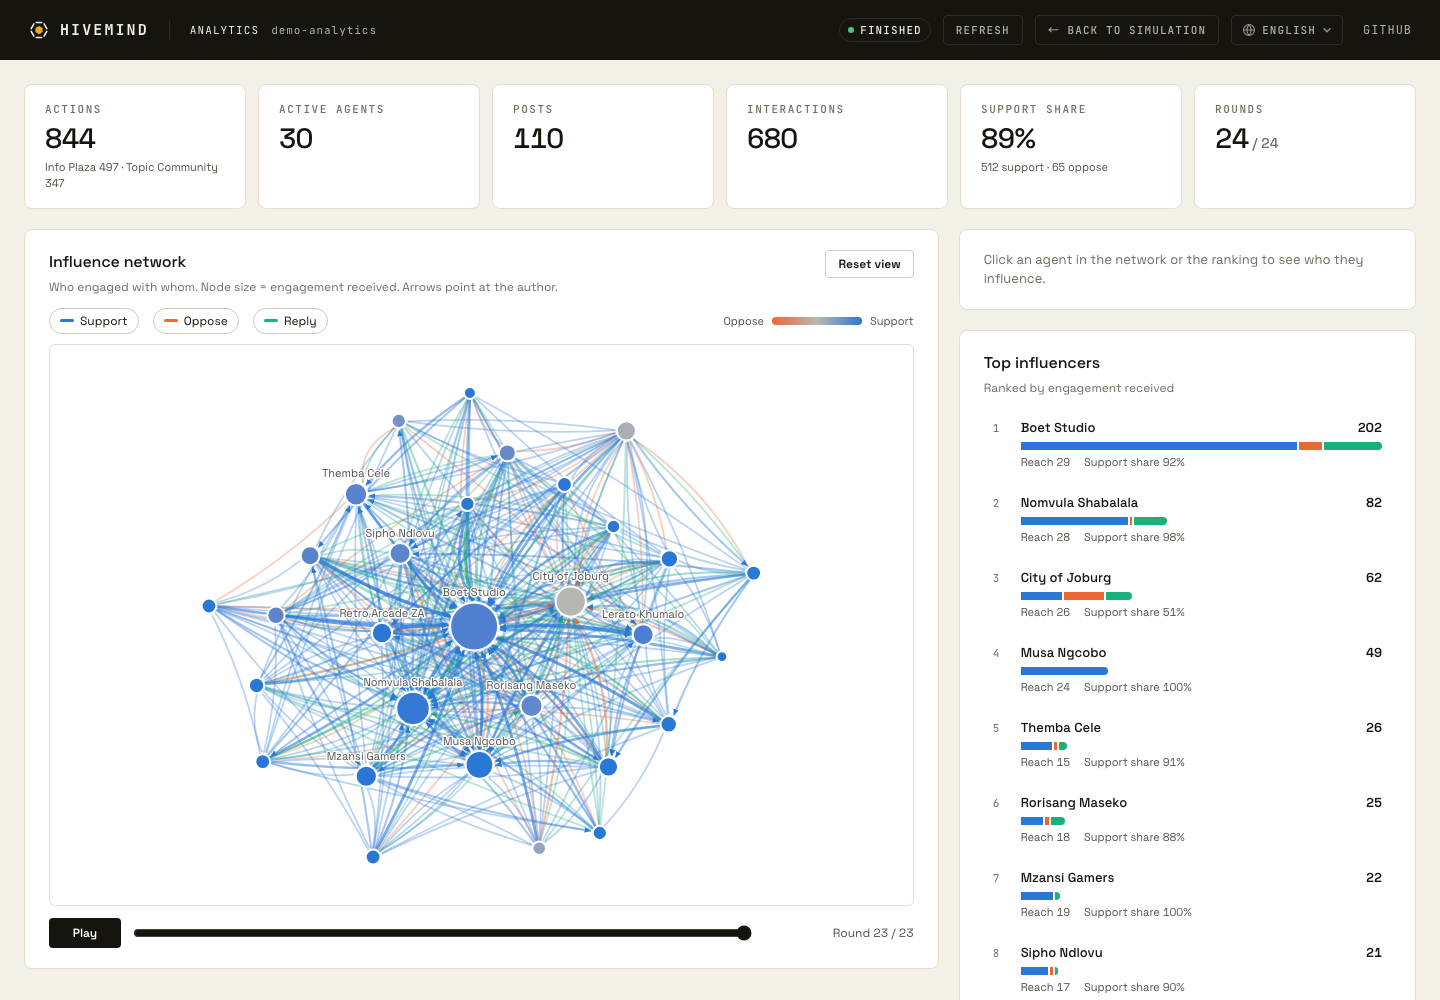 HIVEMIND
ANALYTICS demo-analytics
FINISHED
REFRESH
← BACK TO SIMULATION
ENGLISH
GITHUB
ACTIONS
844
Info Plaza 497 · Topic Community
347
ACTIVE AGENTS
30
POSTS
110
INTERACTIONS
680
SUPPORT SHARE
89%
512 support · 65 oppose
ROUNDS
24 / 24
Influence network
Reset view
Who engaged with whom. Node size = engagement received. Arrows point at the author.
Support
Oppose
Reply
Oppose Support
Themba Cele
Sipho Ndlovu
City of Joburg
Boet Studio
Retro Arcade ZA
Lerato Khumalo
Nomvula Shabalala
Rorisang Maseko
Musa Ngcobo
Mzansi Gamers
Play
Round 23 / 23
Click an agent in the network or the ranking to see who they
influence.
Top influencers
Ranked by engagement received
1 Boet Studio 202
Reach 29 Support share 92%
2 Nomvula Shabalala 82
Reach 28 Support share 98%
3 City of Joburg 62
Reach 26 Support share 51%
4 Musa Ngcobo 49
Reach 24 Support share 100%
5 Themba Cele 26
Reach 15 Support share 91%
6 Rorisang Maseko 25
Reach 18 Support share 88%
7 Mzansi Gamers 22
Reach 19 Support share 100%
8 Sipho Ndlovu 21
Reach 17 Support share 90%